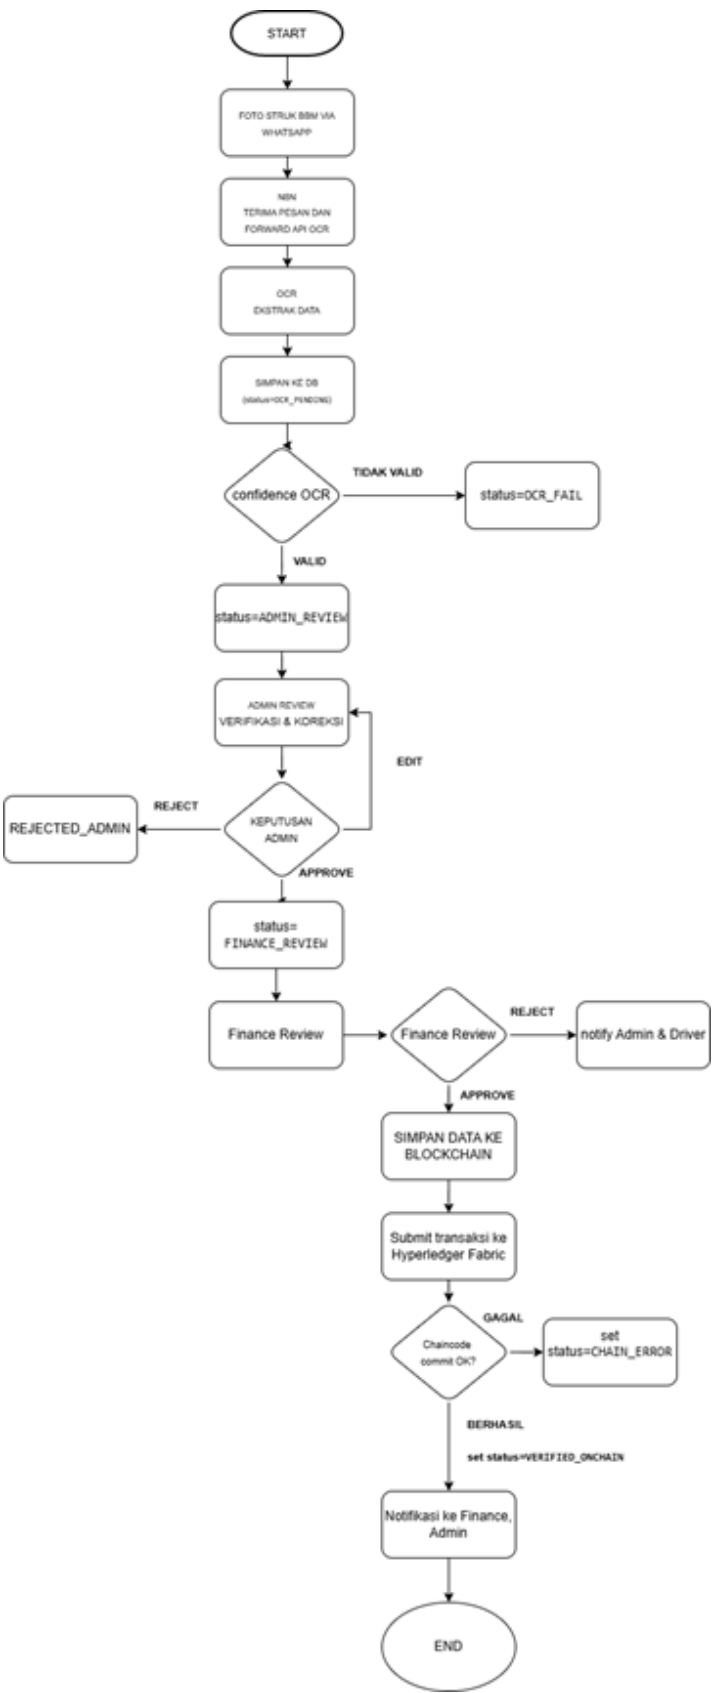 START
FOTO STRUK BBM VIA
WHATSAPP
N8N
TERIMA PESAN DAN
FORWARD API OCR
OCR
EKSTRAK DATA
SIMPAN KE DB
(status=OCR_PENDING)
confidence OCR
TIDAK VALID
status=OCR_FAIL
VALID
status=ADMIN_REVIEW
ADMIN REVIEW
VERIFIKASI & KOREKSI
EDIT
REJECT
REJECTED_ADMIN
KEPUTUSAN
ADMIN
APPROVE
status=
FINANCE_REVIEW
Finance Review
Finance Review
REJECT
notify Admin & Driver
APPROVE
SIMPAN DATA KE
BLOCKCHAIN
Submit transaksi ke
Hyperledger Fabric
GAGAL
Chaincode
commit OK?
set
status=CHAIN_ERROR
BERHASIL
set status=VERIFIED_ONCHAIN
Notifikasi ke Finance,
Admin
END